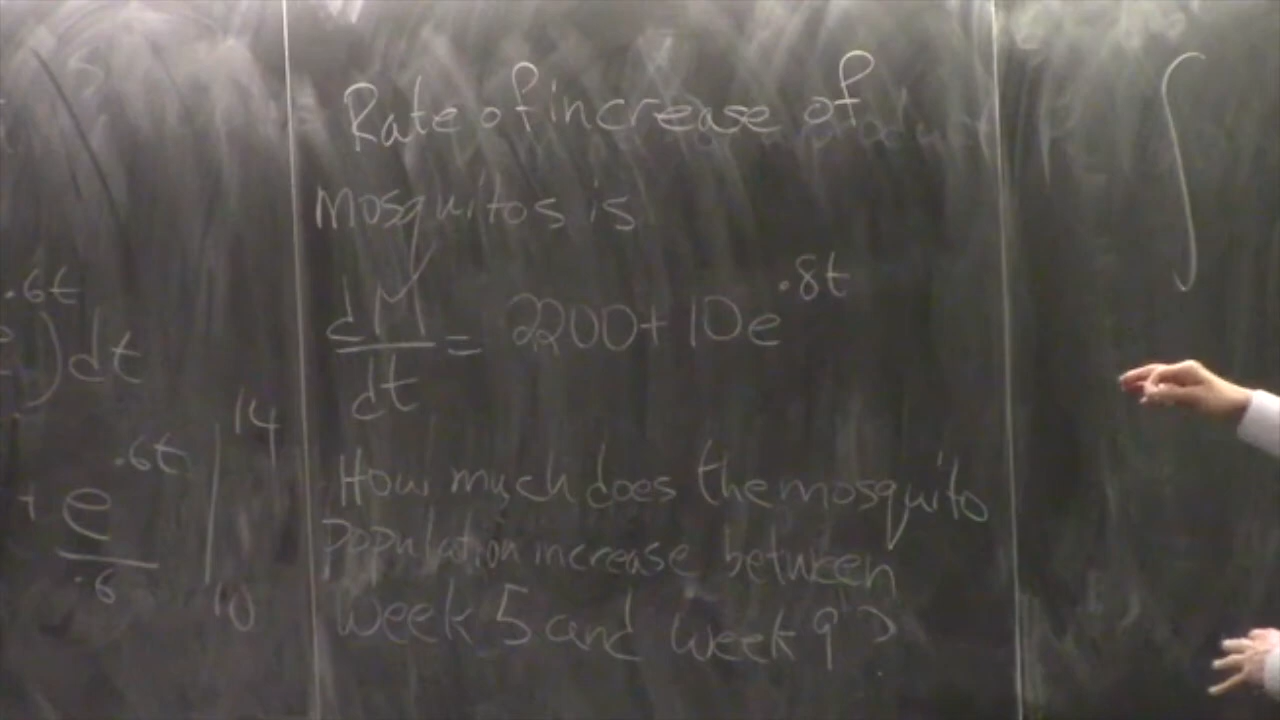 .6t
)dt
+ e^.6t / .6 |10 14
Rate of increase of
mosquitos is
dM/dt = 2200 + 10e^.8t
How much does the mosquito
population increase between
week 5 and week 9?
∫